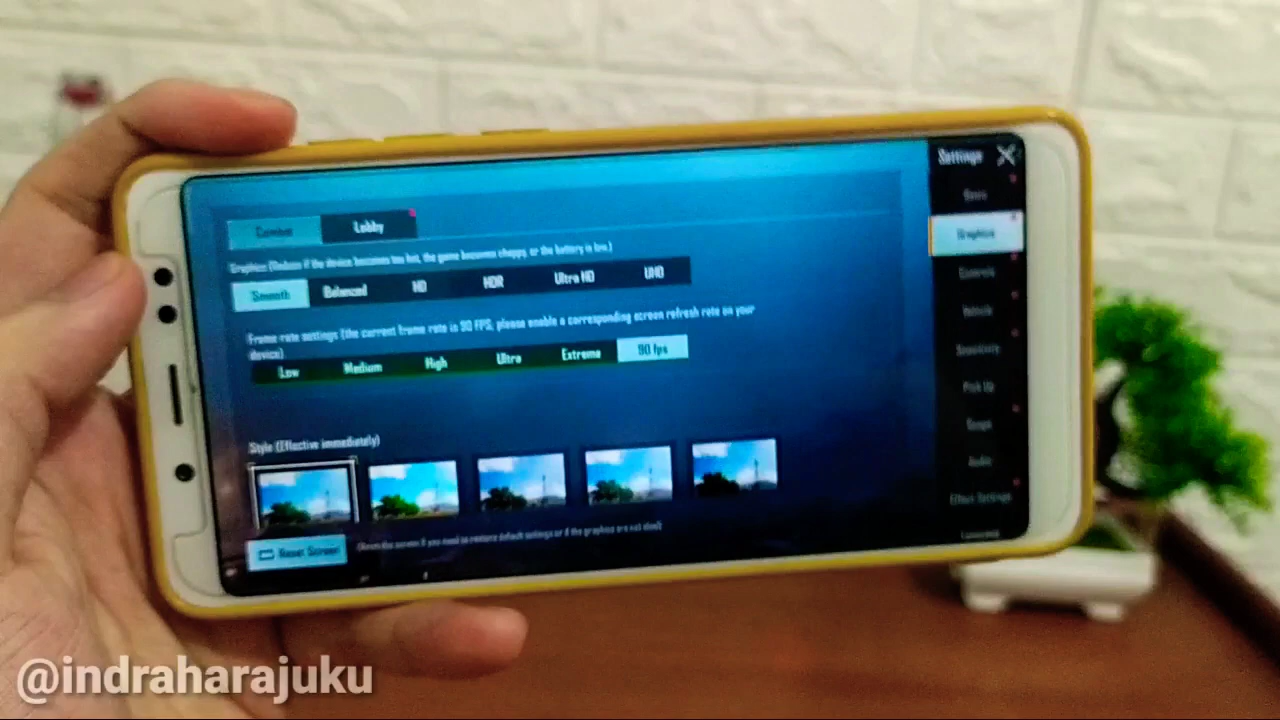 Settings
Basic
Combat Lobby
Graphics
Graphics (Reduce if the device becomes too hot, the game becomes choppy, or the battery is low.)
Smooth Balanced HD HDR Ultra HD UHD
Controls
Vehicle
Frame rate settings (the current frame rate is 90 FPS, please enable a corresponding screen refresh rate on your
device)
Low Medium High Ultra Extreme 90 fps
Sensitivity
Pick Up
Scope
Style (Effective immediately)
Audio
Effect Settings
Reset Screen
@indraharajuku